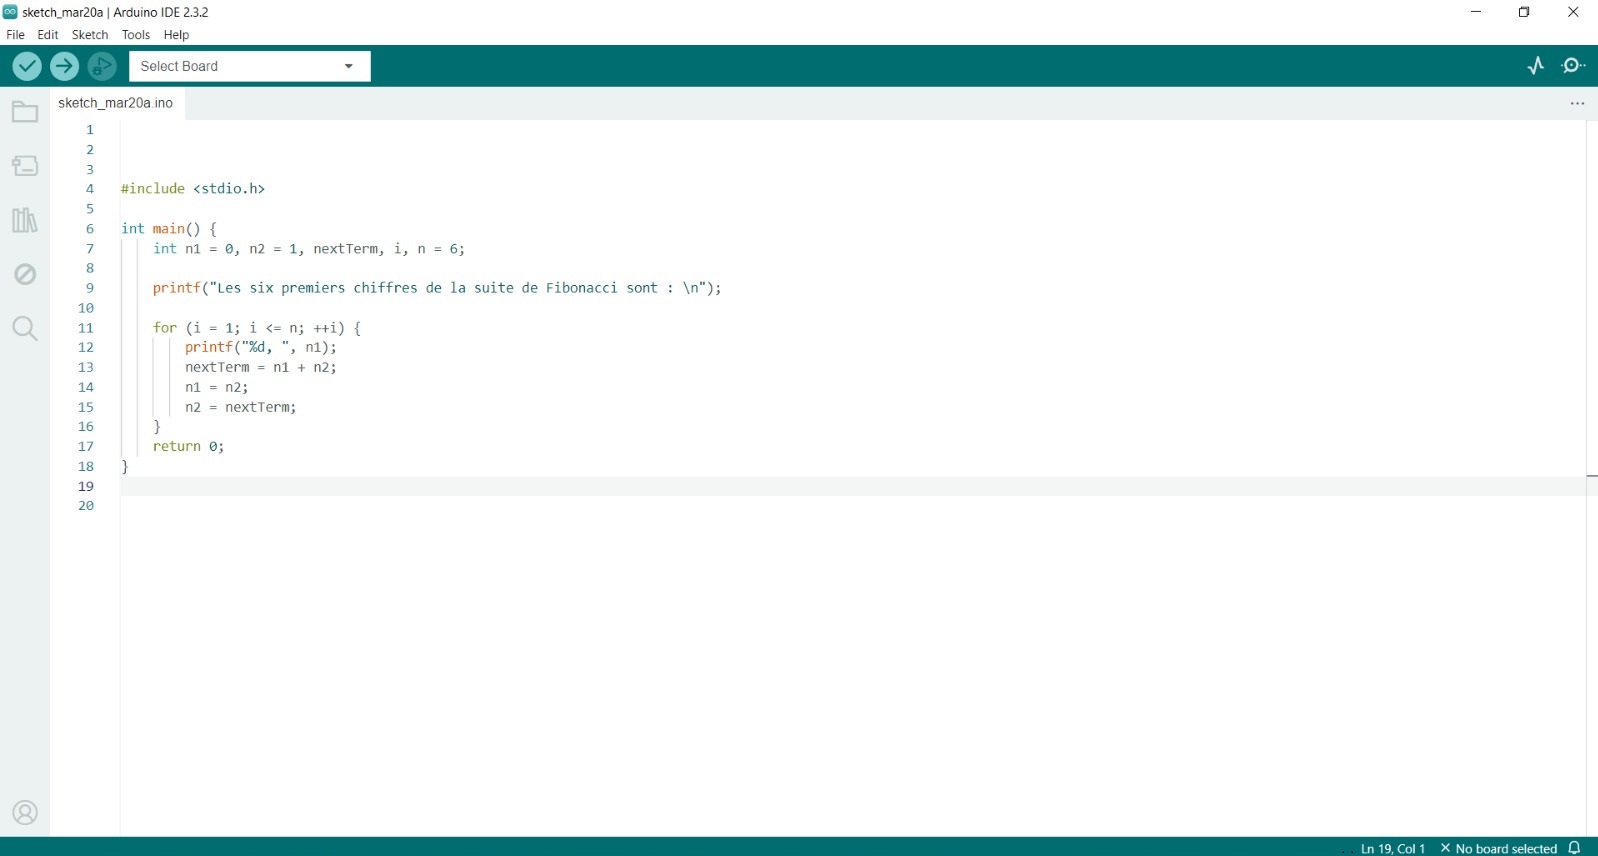 sketch_mar20a | Arduino IDE 2.3.2
File Edit Sketch Tools Help
Select Board
sketch_mar20a.ino
1
2
3
4 #include <stdio.h>
5
6 int main() {
7 int n1 = 0, n2 = 1, nextTerm, i, n = 6;
8
9 printf("Les six premiers chiffres de la suite de Fibonacci sont : \n");
10
11 for (i = 1; i <= n; ++i) {
12 printf("%d, ", n1);
13 nextTerm = n1 + n2;
14 n1 = n2;
15 n2 = nextTerm;
16 }
17 return 0;
18 }
19
20
Ln 19, Col 1 × No board selected